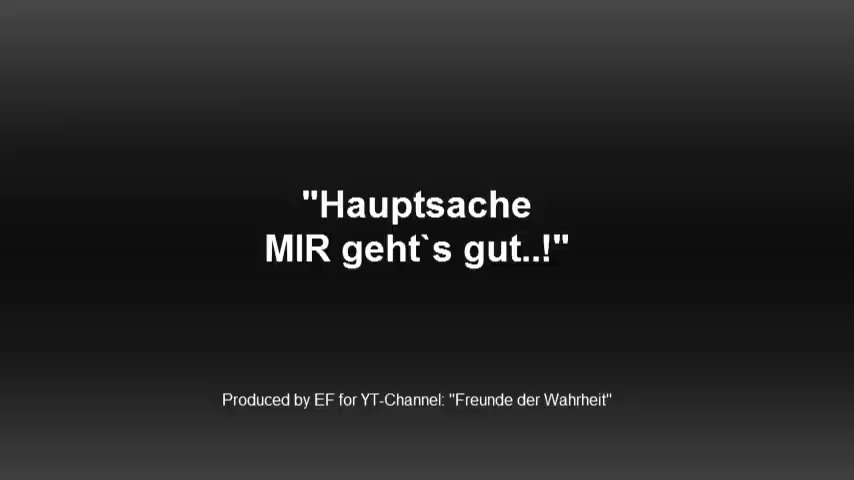 "Hauptsache
MIR geht`s gut..!"
Produced by EF for YT-Channel: "Freunde der Wahrheit"